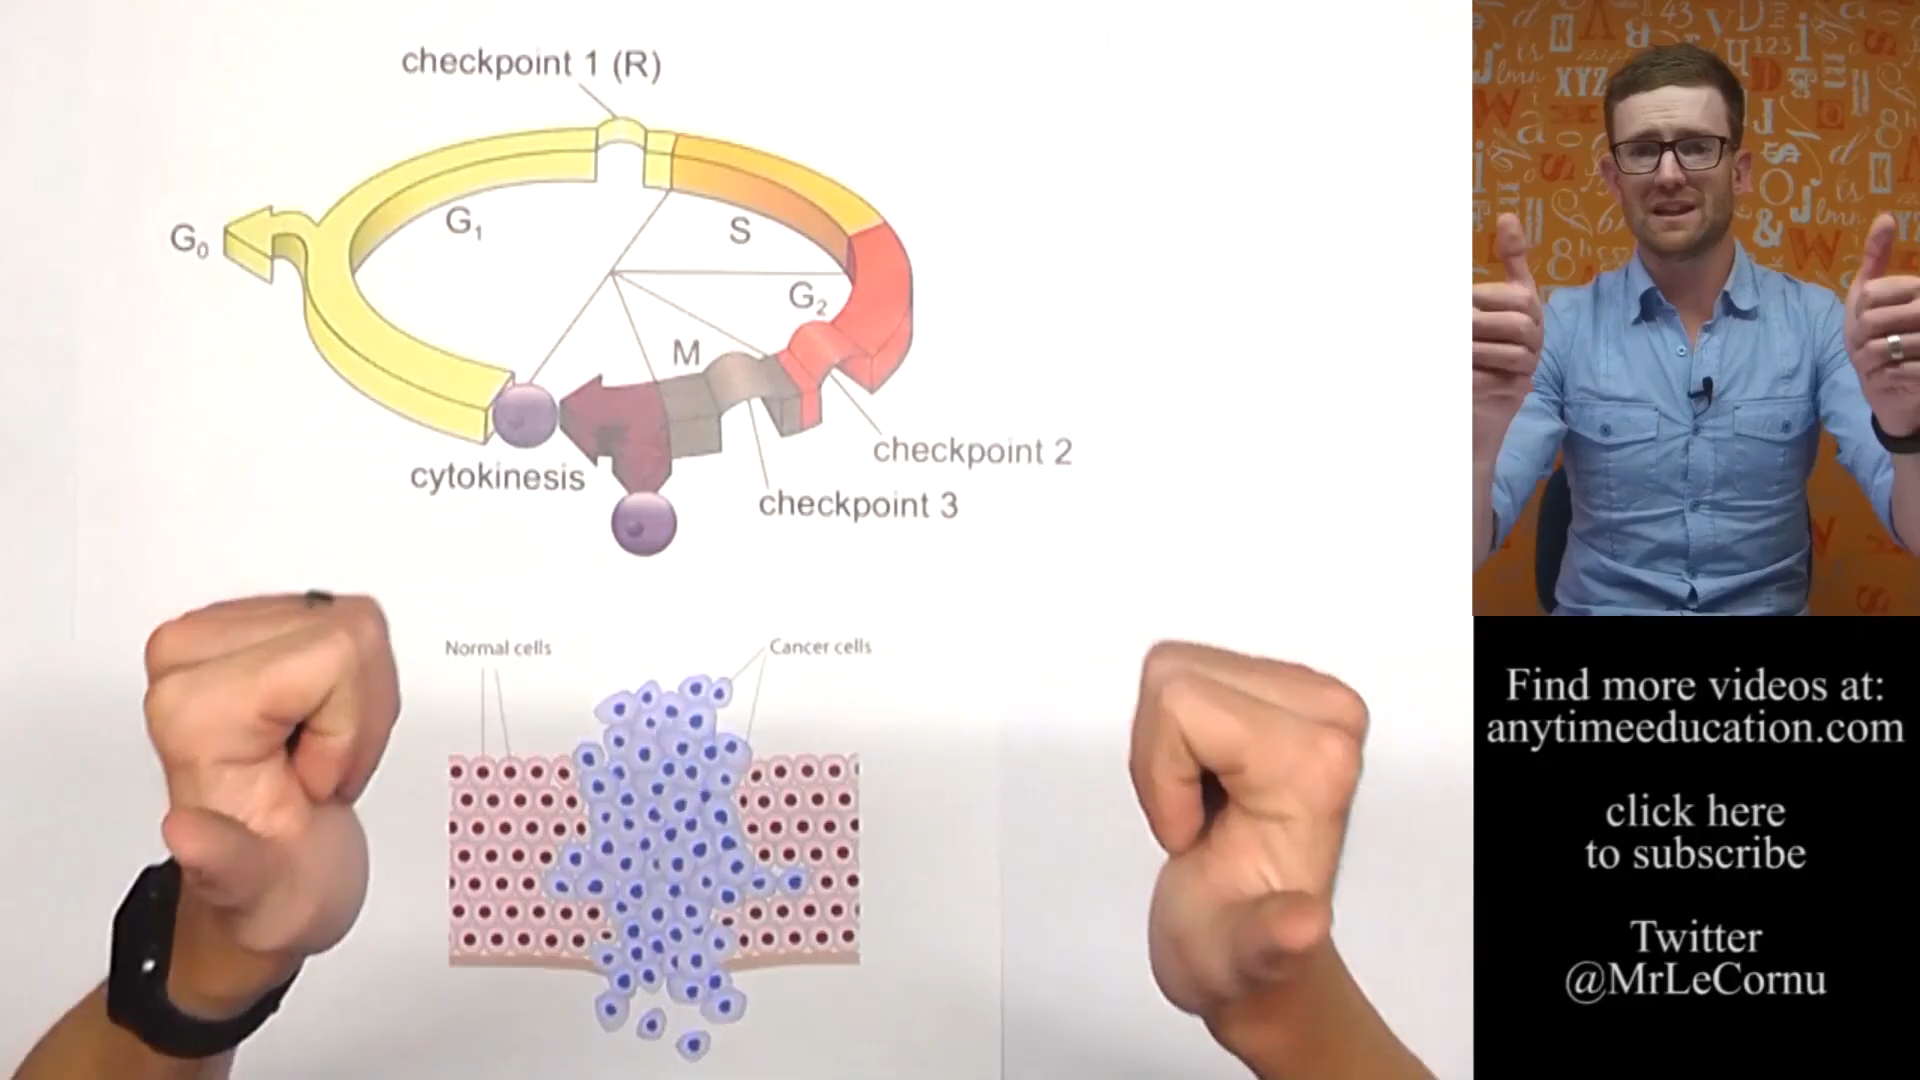 checkpoint 1 (R)
G₀
G₁
S
G₂
M
checkpoint 2
cytokinesis
checkpoint 3
Normal cells
Cancer cells
Find more videos at:
anytimeeducation.com
click here
to subscribe
Twitter
@MrLeCornu